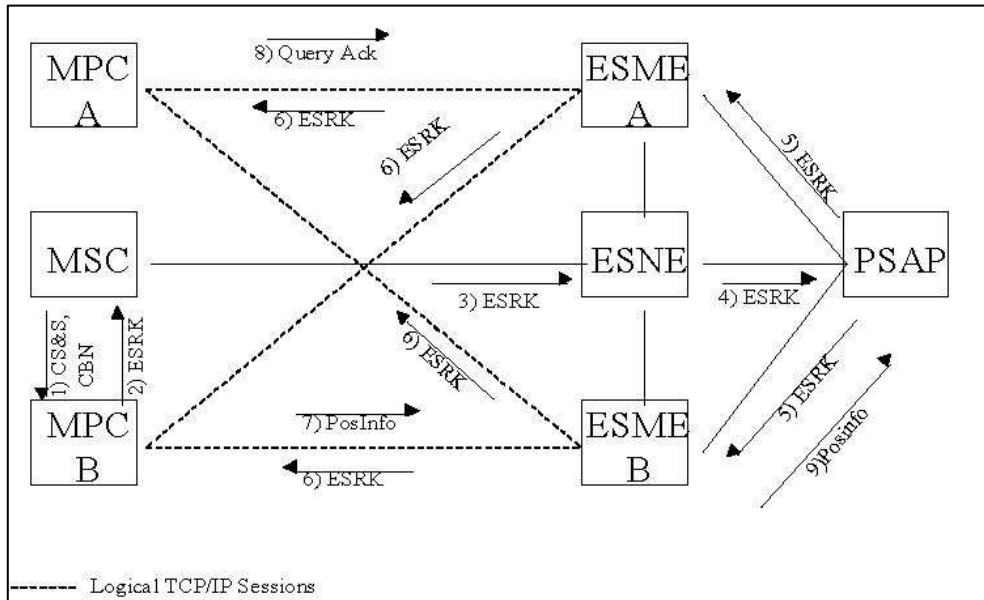 8) Query Ack
MPC
A
ESME
A
6) ESRK
6) ESRK
5) ESRK
MSC
ESNE
PSAP
3) ESRK
4) ESRK
1) CS&S,
CBN
2) ESRK
6) ESRK
5) ESRK
9)Posinfo
MPC
B
7) PosInfo
ESME
B
6) ESRK
Logical TCP/IP Sessions